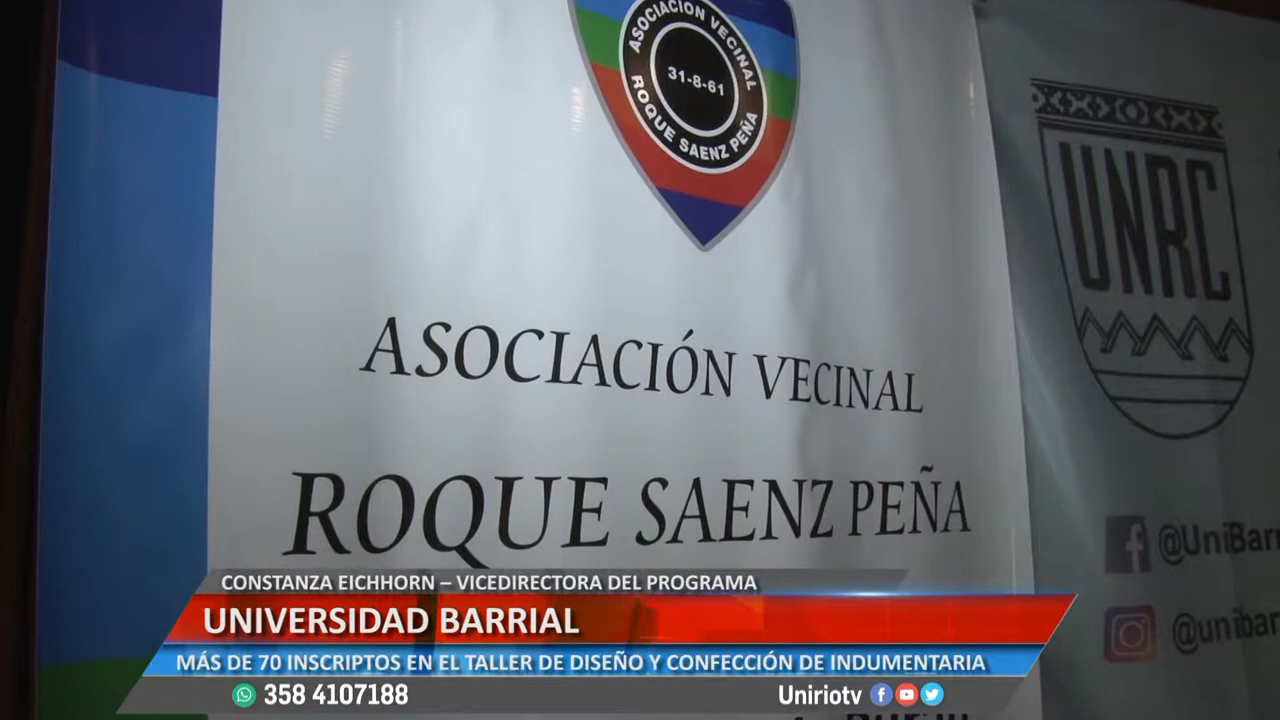 ASOCIACION VECINAL
31-8-61
ROQUE SAENZ PEÑA
UNRC
ASOCIACIÓN VECINAL
ROQUE SAENZ PEÑA
@UniBarr
@unibar
CONSTANZA EICHHORN – VICEDIRECTORA DEL PROGRAMA
UNIVERSIDAD BARRIAL
MÁS DE 70 INSCRIPTOS EN EL TALLER DE DISEÑO Y CONFECCIÓN DE INDUMENTARIA
358 4107188
Uniriotv